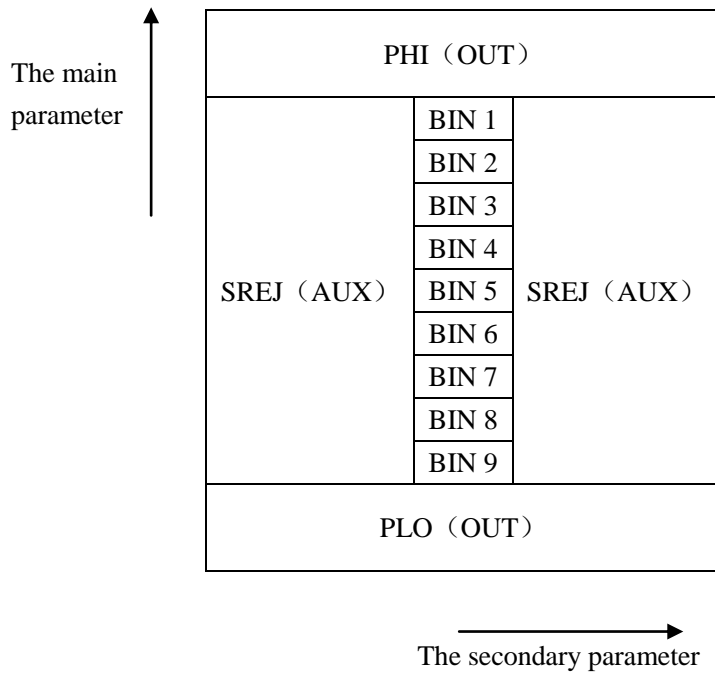 PHI（OUT）
The main
parameter
BIN 1
BIN 2
BIN 3
BIN 4
SREJ（AUX）
BIN 5
SREJ（AUX）
BIN 6
BIN 7
BIN 8
BIN 9
PLO（OUT）
The secondary parameter